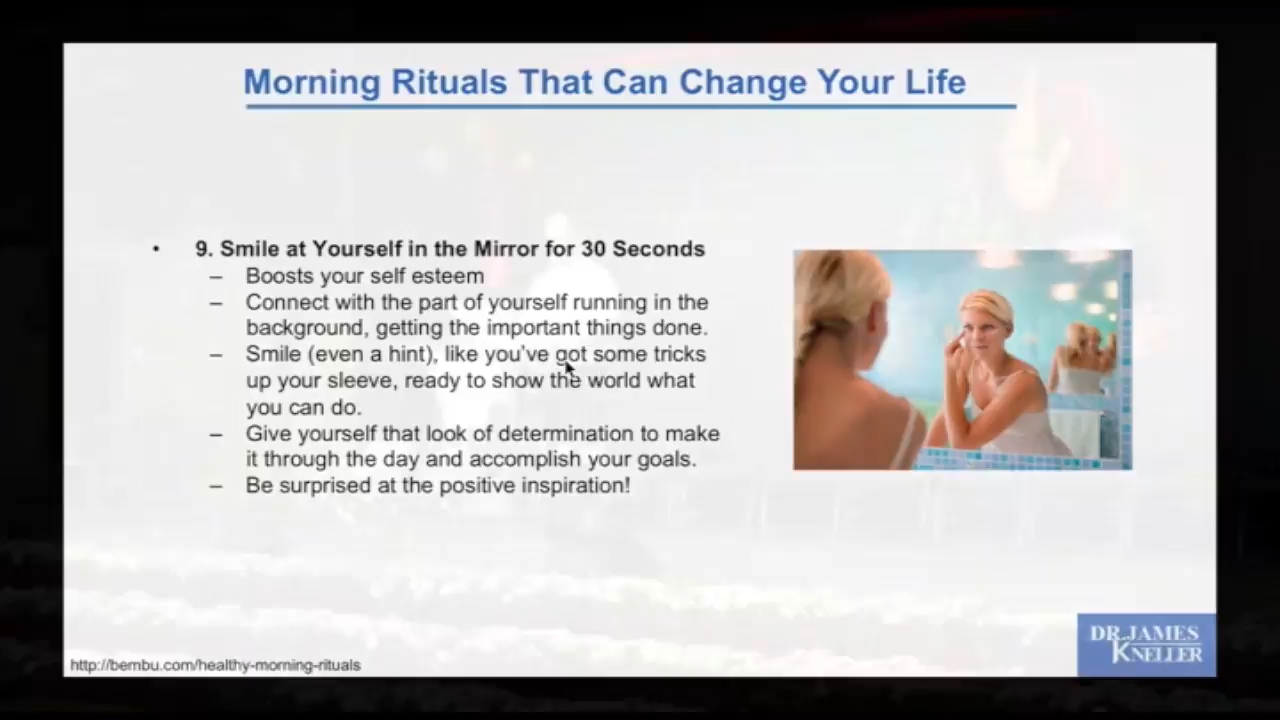 Morning Rituals That Can Change Your Life
• 9. Smile at Yourself in the Mirror for 30 Seconds
– Boosts your self esteem
– Connect with the part of yourself running in the
background, getting the important things done.
– Smile (even a hint), like you've got some tricks
up your sleeve, ready to show the world what
you can do.
– Give yourself that look of determination to make
it through the day and accomplish your goals.
– Be surprised at the positive inspiration!
http://bembu.com/healthy-morning-rituals
DR.JAMES
KNELLER